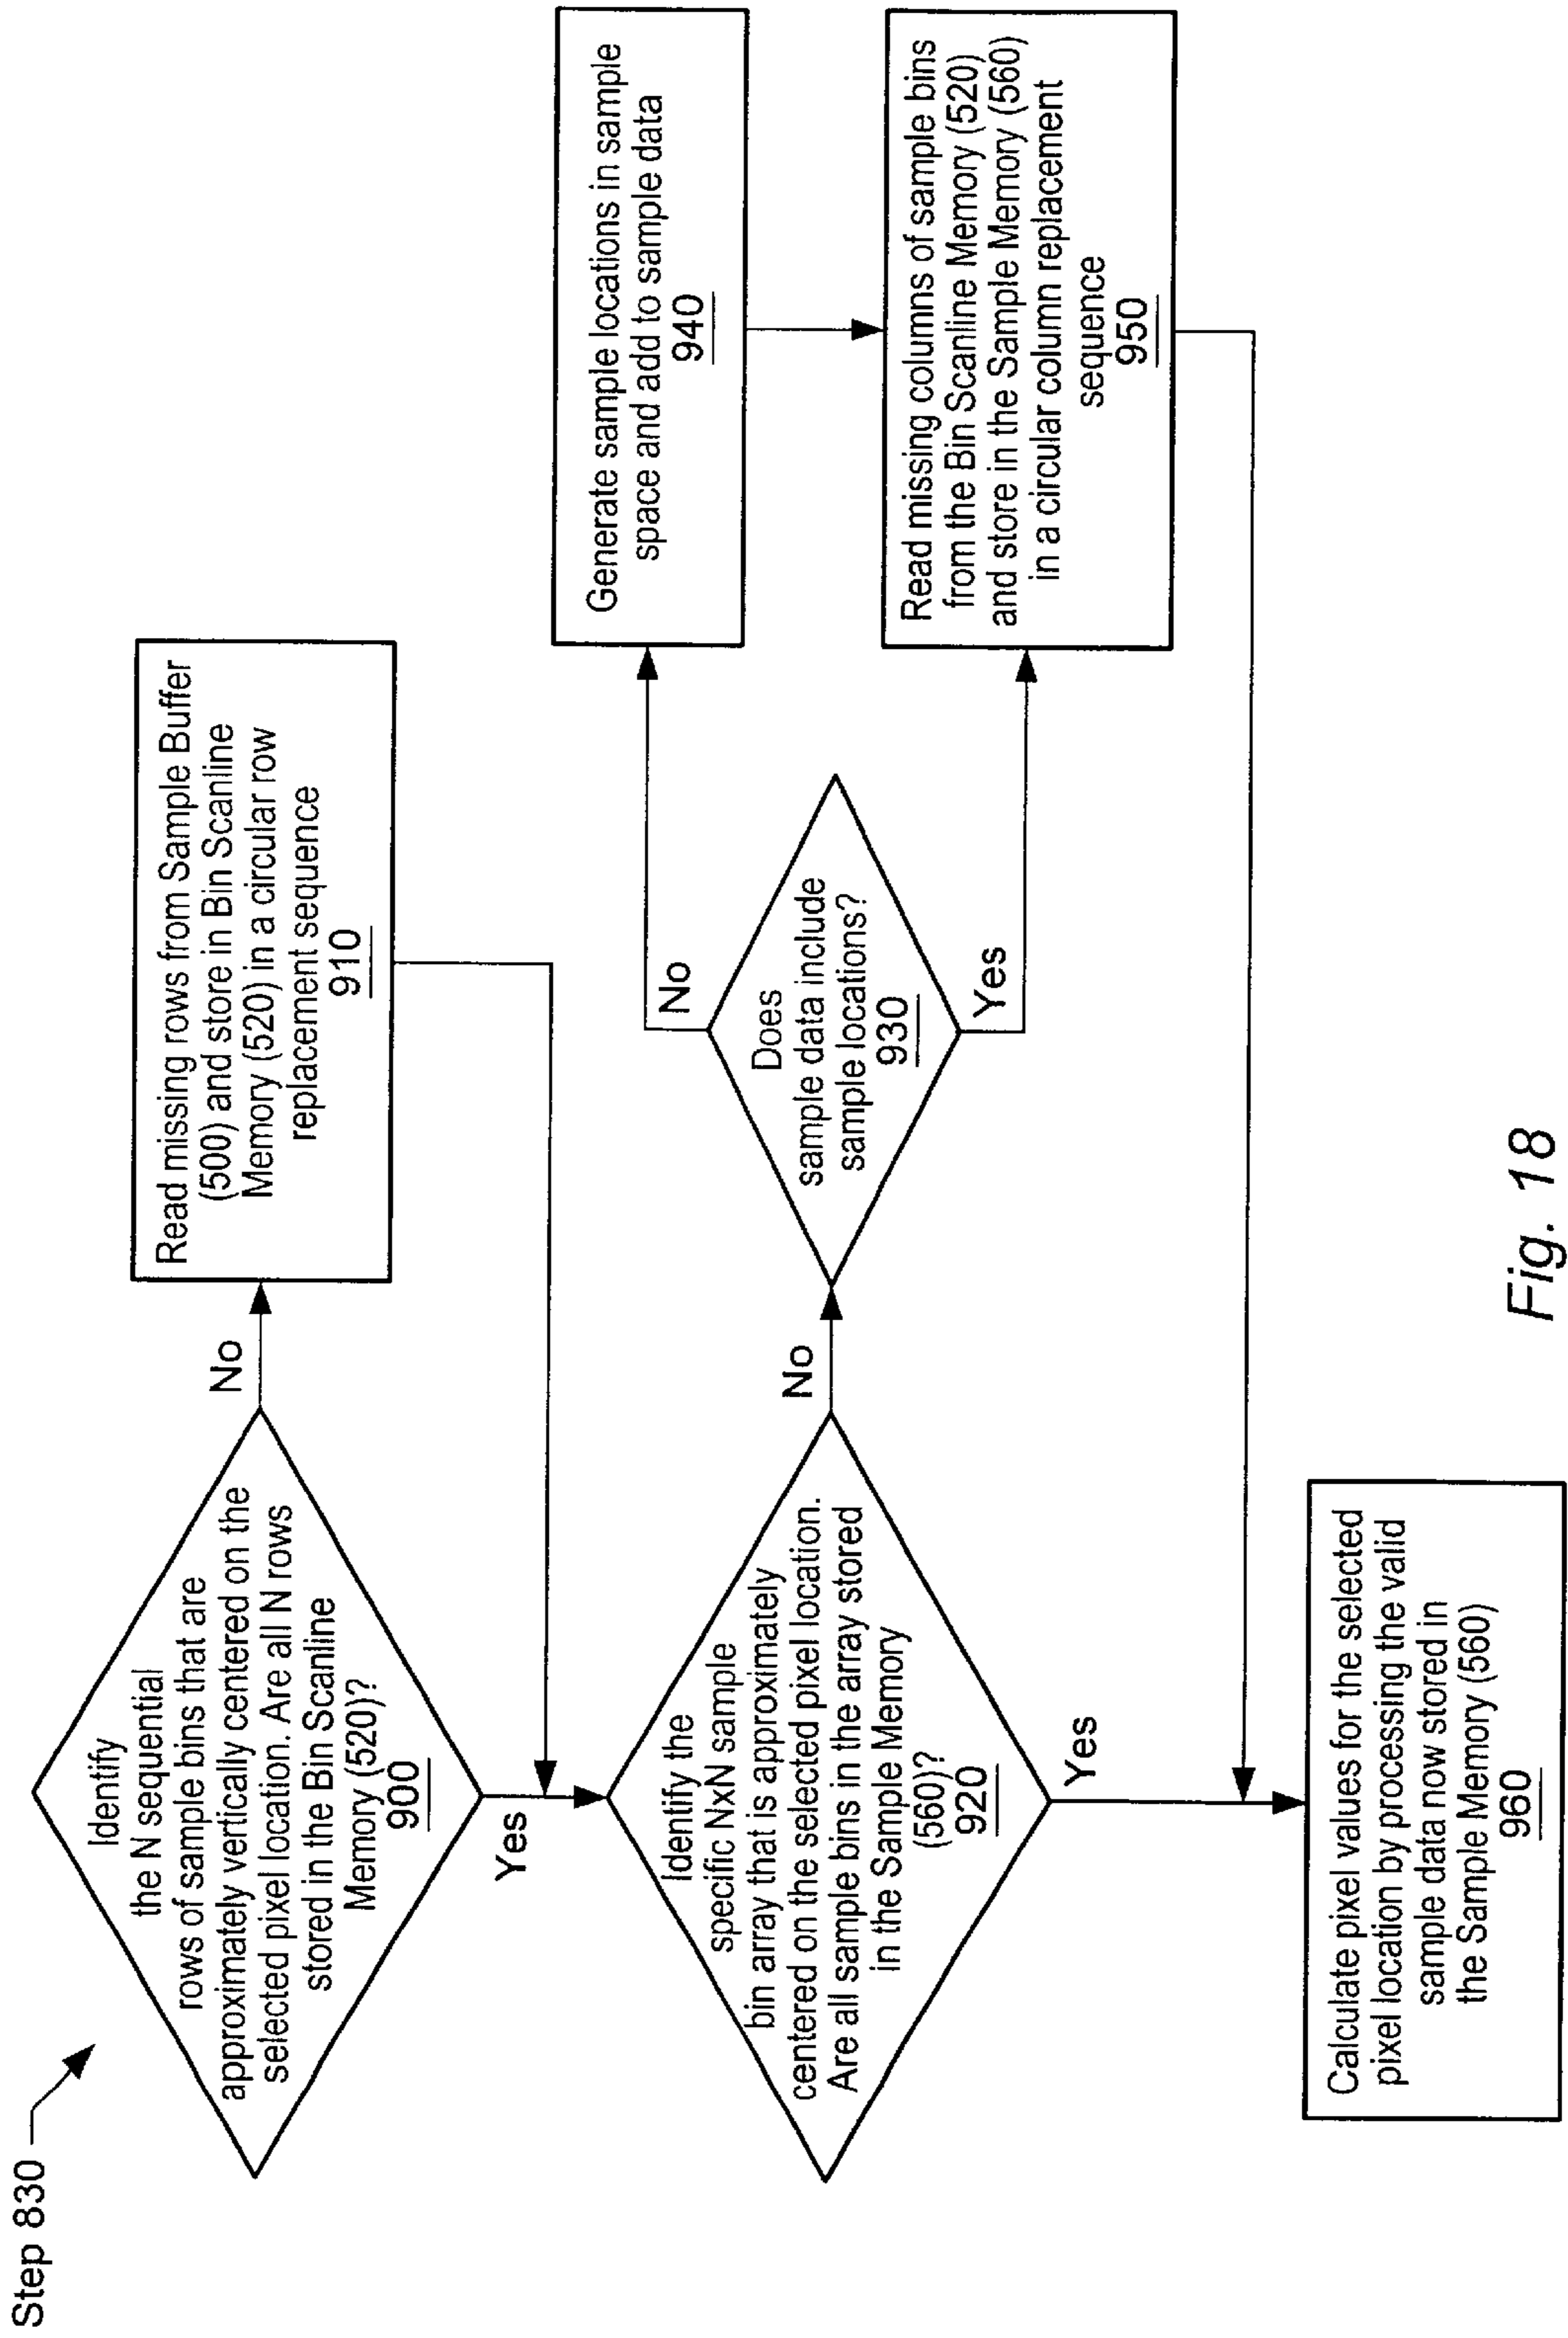 Step 830
Identify
the N sequential
rows of sample bins that are
approximately vertically centered on the
selected pixel location. Are all N rows
stored in the Bin Scanline
Memory (520)?
900
No
Yes
Read missing rows from Sample Buffer
(500) and store in Bin Scanline
Memory (520) in a circular row
replacement sequence
910
Identify the
specific NxN sample
bin array that is approximately
centered on the selected pixel location.
Are all sample bins in the array stored
in the Sample Memory
(560)?
920
No
Yes
Does
sample data include
sample locations?
930
No
Yes
Generate sample locations in sample
space and add to sample data
940
Read missing columns of sample bins
from the Bin Scanline Memory (520)
and store in the Sample Memory (560)
in a circular column replacement
sequence
950
Calculate pixel values for the selected
pixel location by processing the valid
sample data now stored in
the Sample Memory (560)
960
Fig. 18